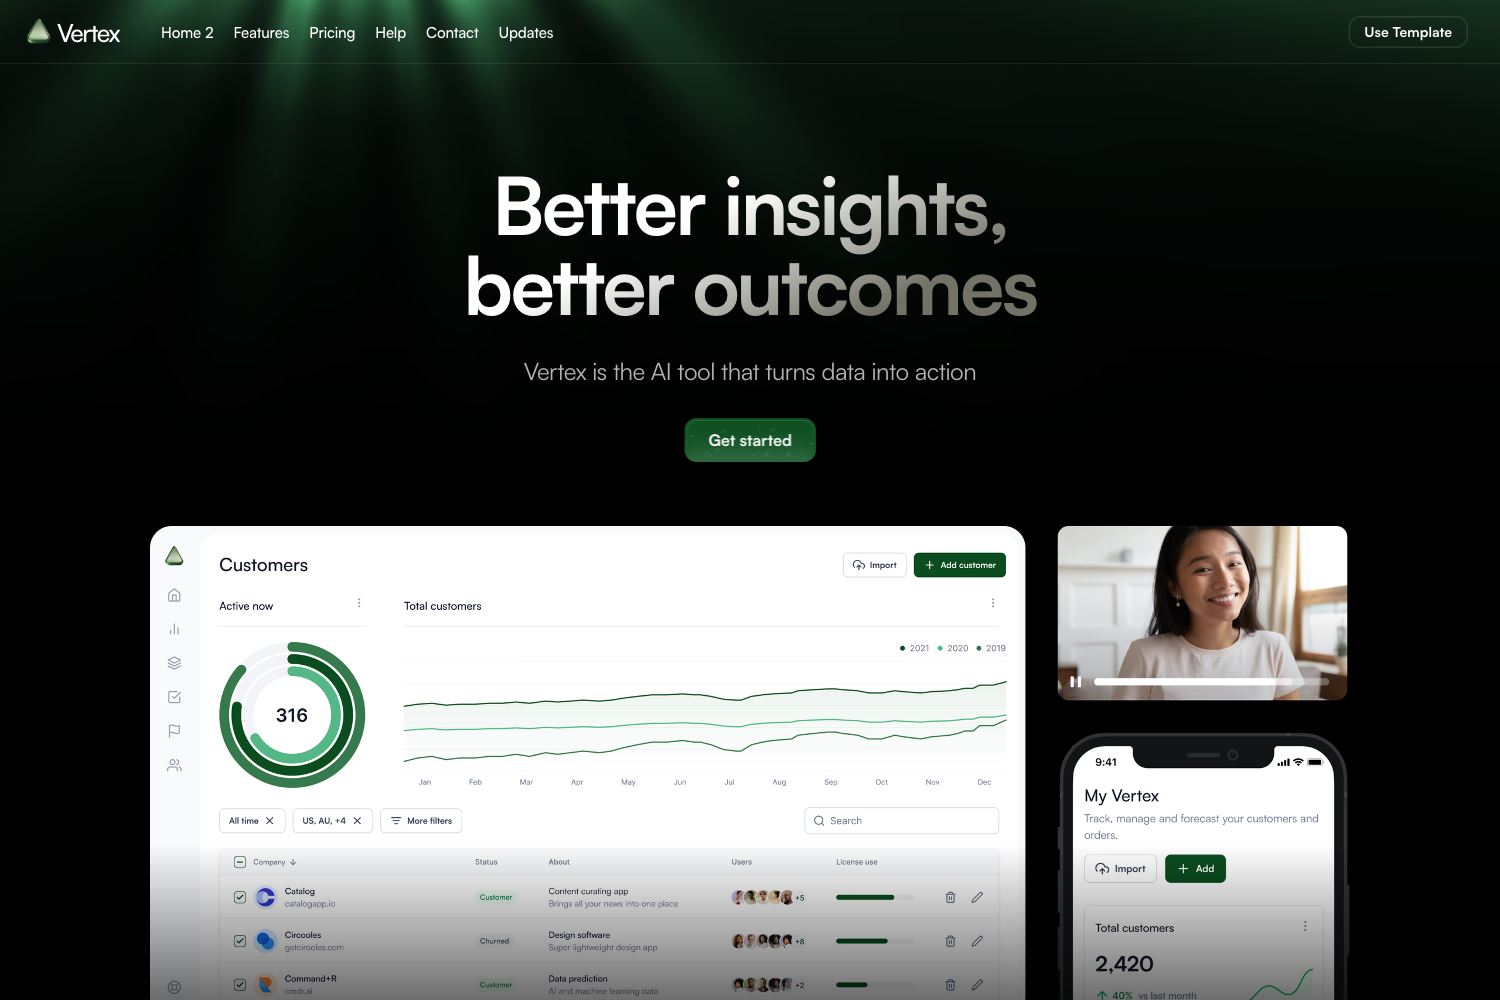 Vertex
Home 2 Features Pricing Help Contact Updates
Use Template
Better insights,
better outcomes
Vertex is the AI tool that turns data into action
Get started
Customers
Import
Add customer
Active now
Total customers
2021 2020 2019
316
Jan Feb Mar Apr May Jun Jul Aug Sep Oct Nov Dec
All time
US, AU, +4
More filters
Search
Company Status About Users License use
Catalog
catalogapp.io
Customer
Content curating app
Brings all your news into one place
+5
Circooles
getcirooles.com
Churned
Design software
Super lightweight design app
+8
Command+R
cmdr.ai
Customer
Data prediction
AI and machine learning data
+2
9:41
My Vertex
Track, manage and forecast your customers and
orders.
Import
Add
Total customers
2,420
40% vs last month